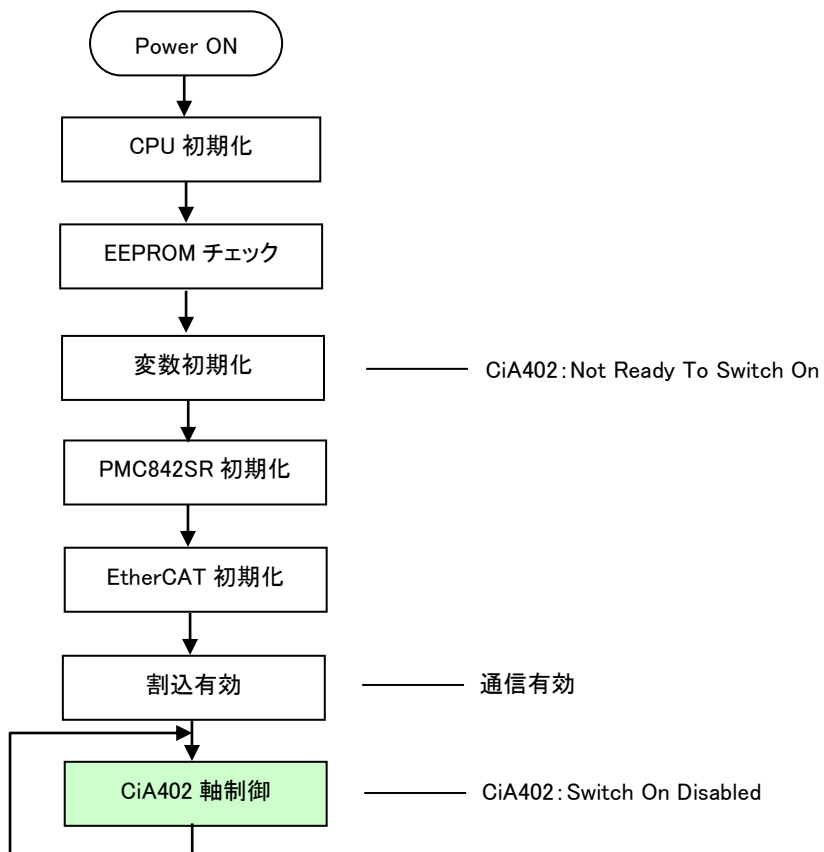 Power ON
CPU 初期化
EEPROM チェック
変数初期化
CiA402：Not Ready To Switch On
PMC842SR 初期化
EtherCAT 初期化
割込有効
通信有効
CiA402 軸制御
CiA402：Switch On Disabled